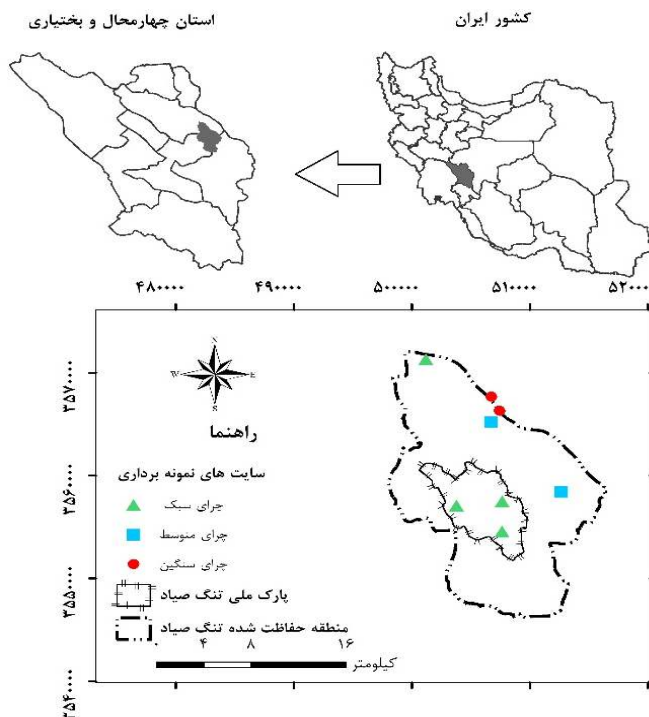 کشور ایران
استان چهارمحال و بختیاری
۴۸۰۰۰۰ ۴۹۰۰۰۰ ۵۰۰۰۰۰ ۵۱۰۰۰۰ ۵۲۰۰۰
۳۵۷۰۰۰۰
۳۵۶۰۰۰۰
۳۵۵۰۰۰۰
۳۵۴۰۰۰۰
N
W E
S
راهنما
سایت های نمونه برداری
چرای سبک
چرای متوسط
چرای سنگین
پارک ملی تنگ صیاد
منطقه حفاظت شده تنگ صیاد
۰ ۴ ۸ ۱۶
کیلومتر